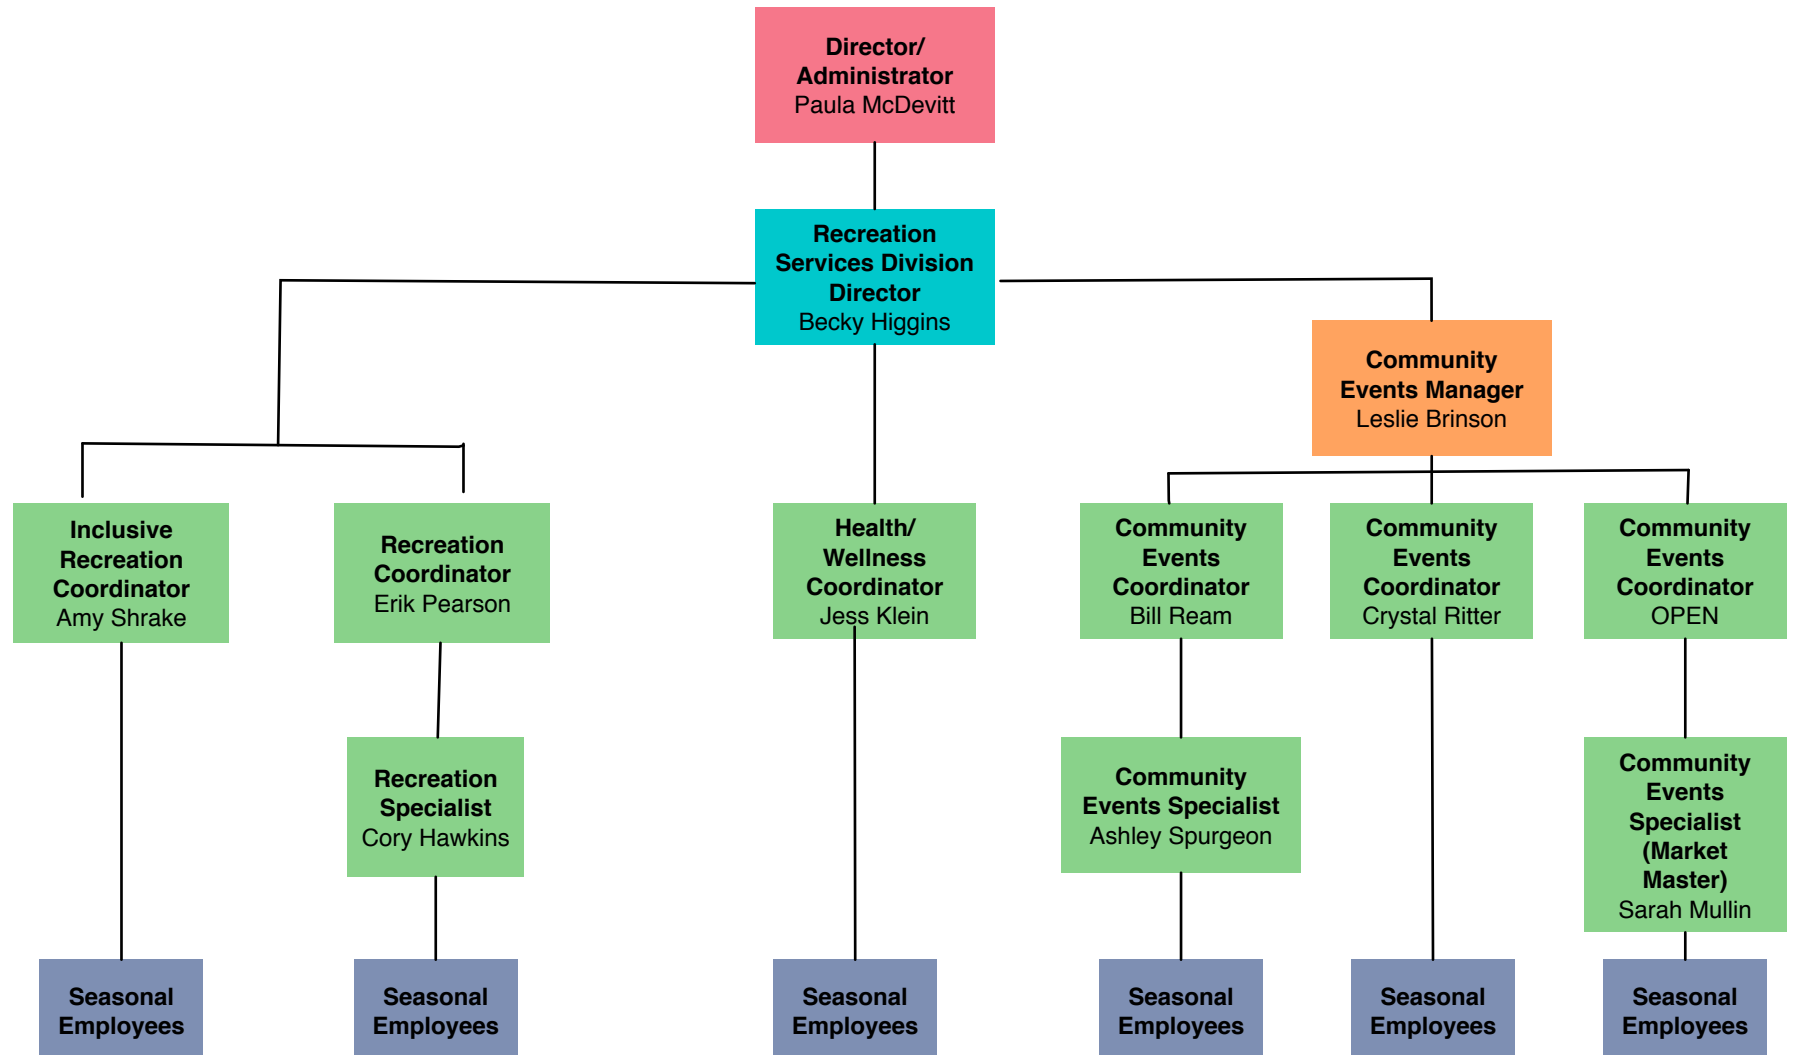 Director/
Administrator
Paula McDevitt
Recreation
Services Division
Director
Becky Higgins
Community
Events Manager
Leslie Brinson
Inclusive
Recreation
Coordinator
Amy Shrake
Recreation
Coordinator
Erik Pearson
Health/
Wellness
Coordinator
Jess Klein
Community
Events
Coordinator
Bill Ream
Community
Events
Coordinator
Crystal Ritter
Community
Events
Coordinator
OPEN
Recreation
Specialist
Cory Hawkins
Community
Events Specialist
Ashley Spurgeon
Community
Events
Specialist
(Market
Master)
Sarah Mullin
Seasonal
Employees
Seasonal
Employees
Seasonal
Employees
Seasonal
Employees
Seasonal
Employees
Seasonal
Employees